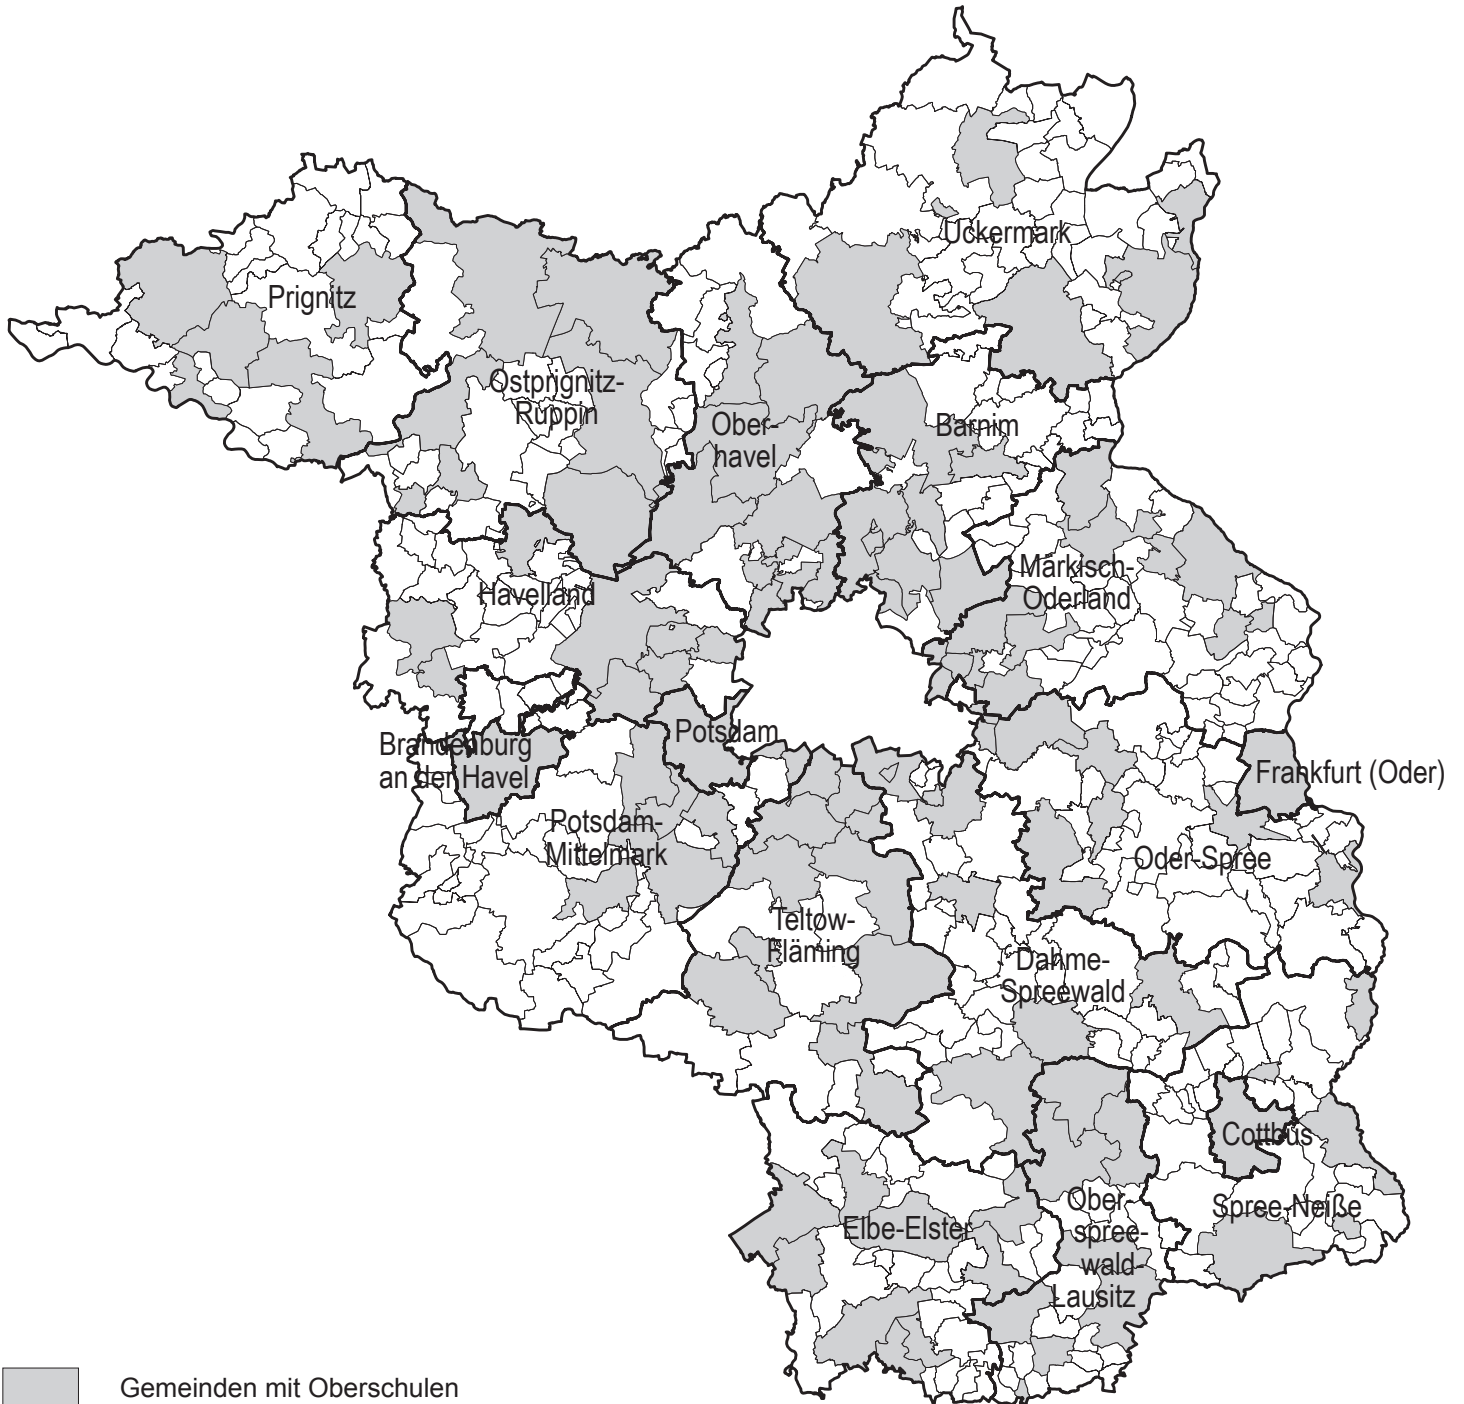 Uckermark
Prignitz
Ostprignitz-
Ruppin
Ober-
havel
Barnim
Märkisch-
Oderland
Havelland
Potsdam
Brandenburg
an der Havel
Frankfurt (Oder)
Potsdam-
Mittelmark
Oder-Spree
Teltow-
Fläming
Dahme-
Spreewald
Cottbus
Spree-Neiße
Elbe-Elster
Ober-
spree-
wald-
Lausitz
Gemeinden mit Oberschulen